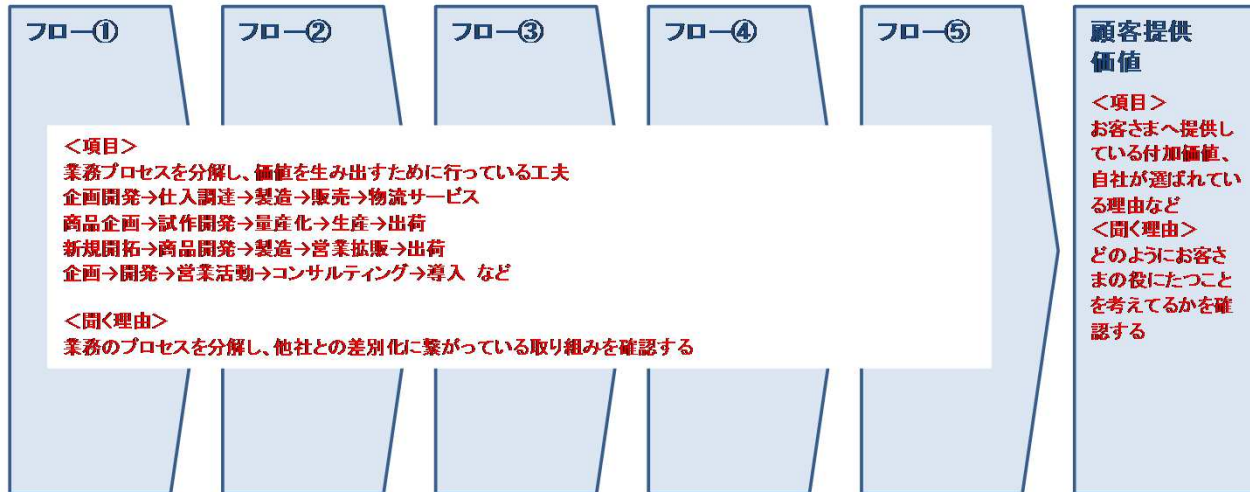 フロー①
フロー②
フロー③
フロー④
フロー⑤
顧客提供
価値
＜項目＞
業務プロセスを分解し、価値を生み出すために行っている工夫
企画開発→仕入調達→製造→販売→物流サービス
商品企画→試作開発→量産化→生産→出荷
新規開拓→商品開発→製造→営業拡販→出荷
企画→開発→営業活動→コンサルティング→導入 など
＜聞く理由＞
業務のプロセスを分解し、他社との差別化に繋がっている取り組みを確認する
＜項目＞
お客さまへ提供し
ている付加価値、
自社が選ばれてい
る理由など
＜聞く理由＞
どのようにお客さ
まの役にたつこと
を考えてるかを確
認する